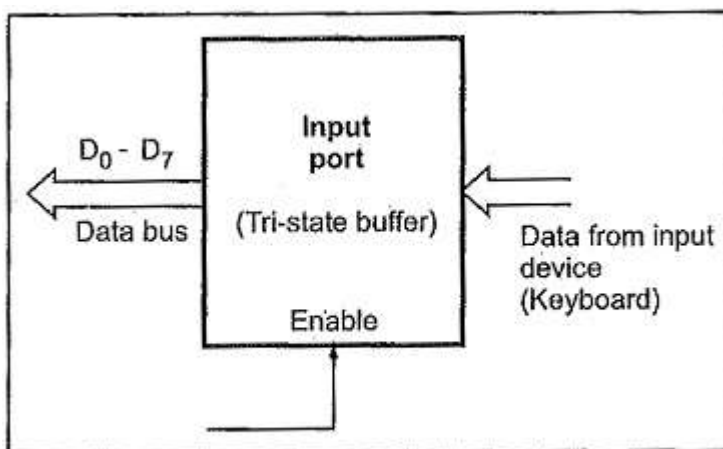 Input
port
(Tri-state buffer)
Enable
D0 - D7
Data bus
Data from input
device
(Keyboard)